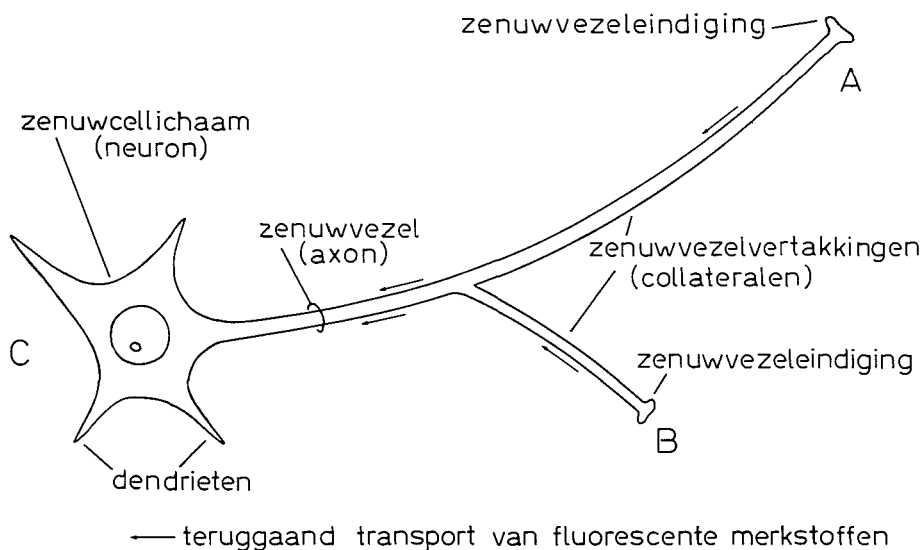 zenuwvezeleindiging
A
zenuwcellichaam
(neuron)
zenuwvezel
(axon)
zenuwvezelvertakkingen
(collateralen)
C
zenuwvezeleindiging
B
dendrieten
teruggaand transport van fluorescente merkstoffen